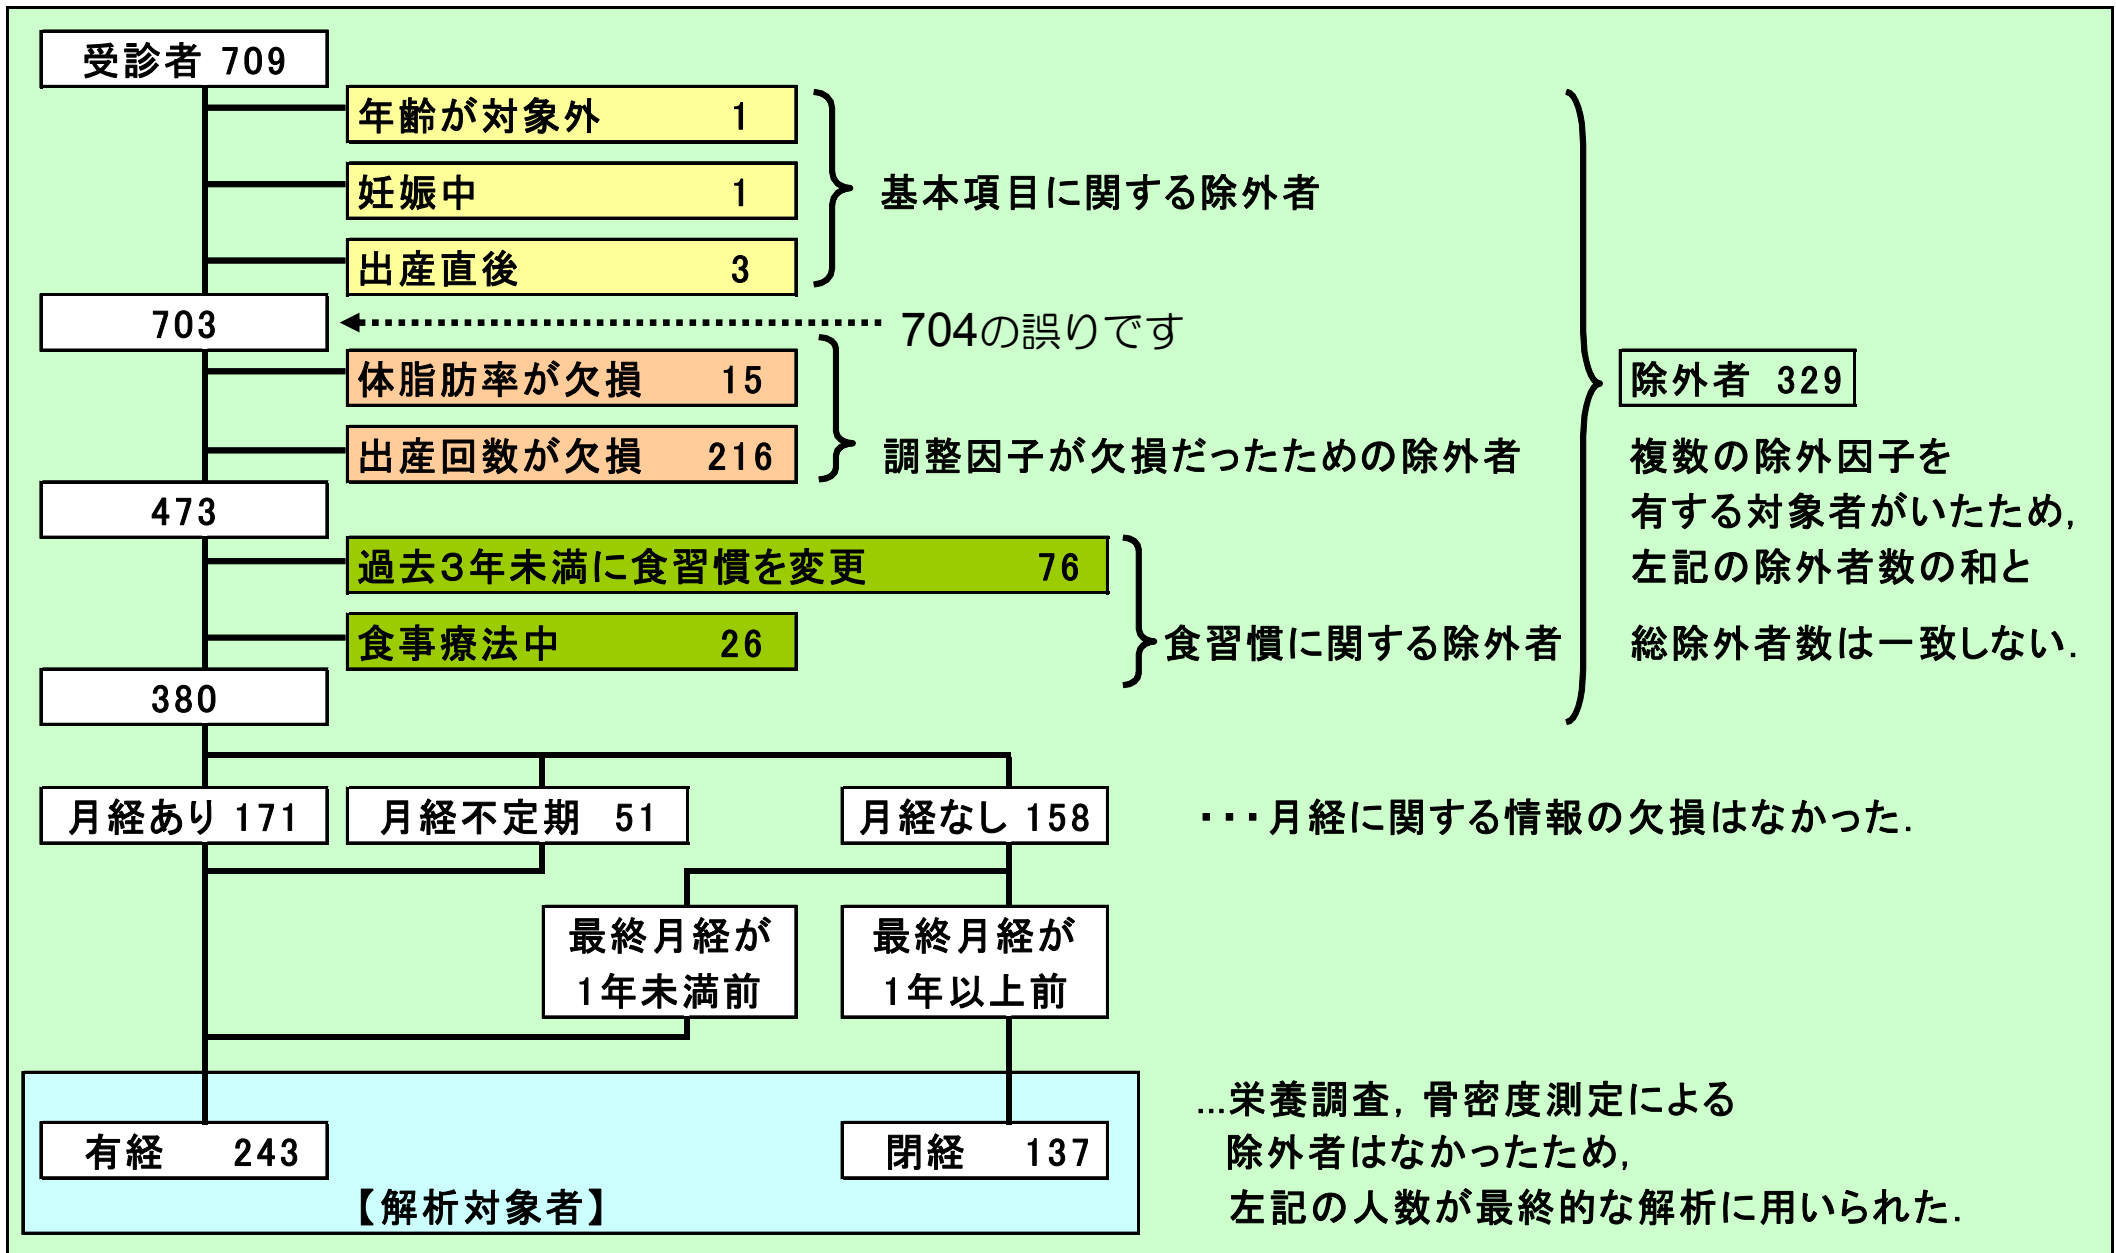 受診者 709
年齢が対象外 1
妊娠中 1
基本項目に関する除外者
出産直後 3
703
704の誤りです
体脂肪率が欠損 15
除外者 329
出産回数が欠損 216
調整因子が欠損だったための除外者
複数の除外因子を
有する対象者がいたため,
左記の除外者数の和と
総除外者数は一致しない.
473
過去3年未満に食習慣を変更 76
食事療法中 26
食習慣に関する除外者
380
月経あり 171
月経不定期 51
月経なし 158
・・・月経に関する情報の欠損はなかった.
最終月経が
1年未満前
最終月経が
1年以上前
有経 243
閉経 137
【解析対象者】
...栄養調査, 骨密度測定による
除外者はなかったため,
左記の人数が最終的な解析に用いられた.